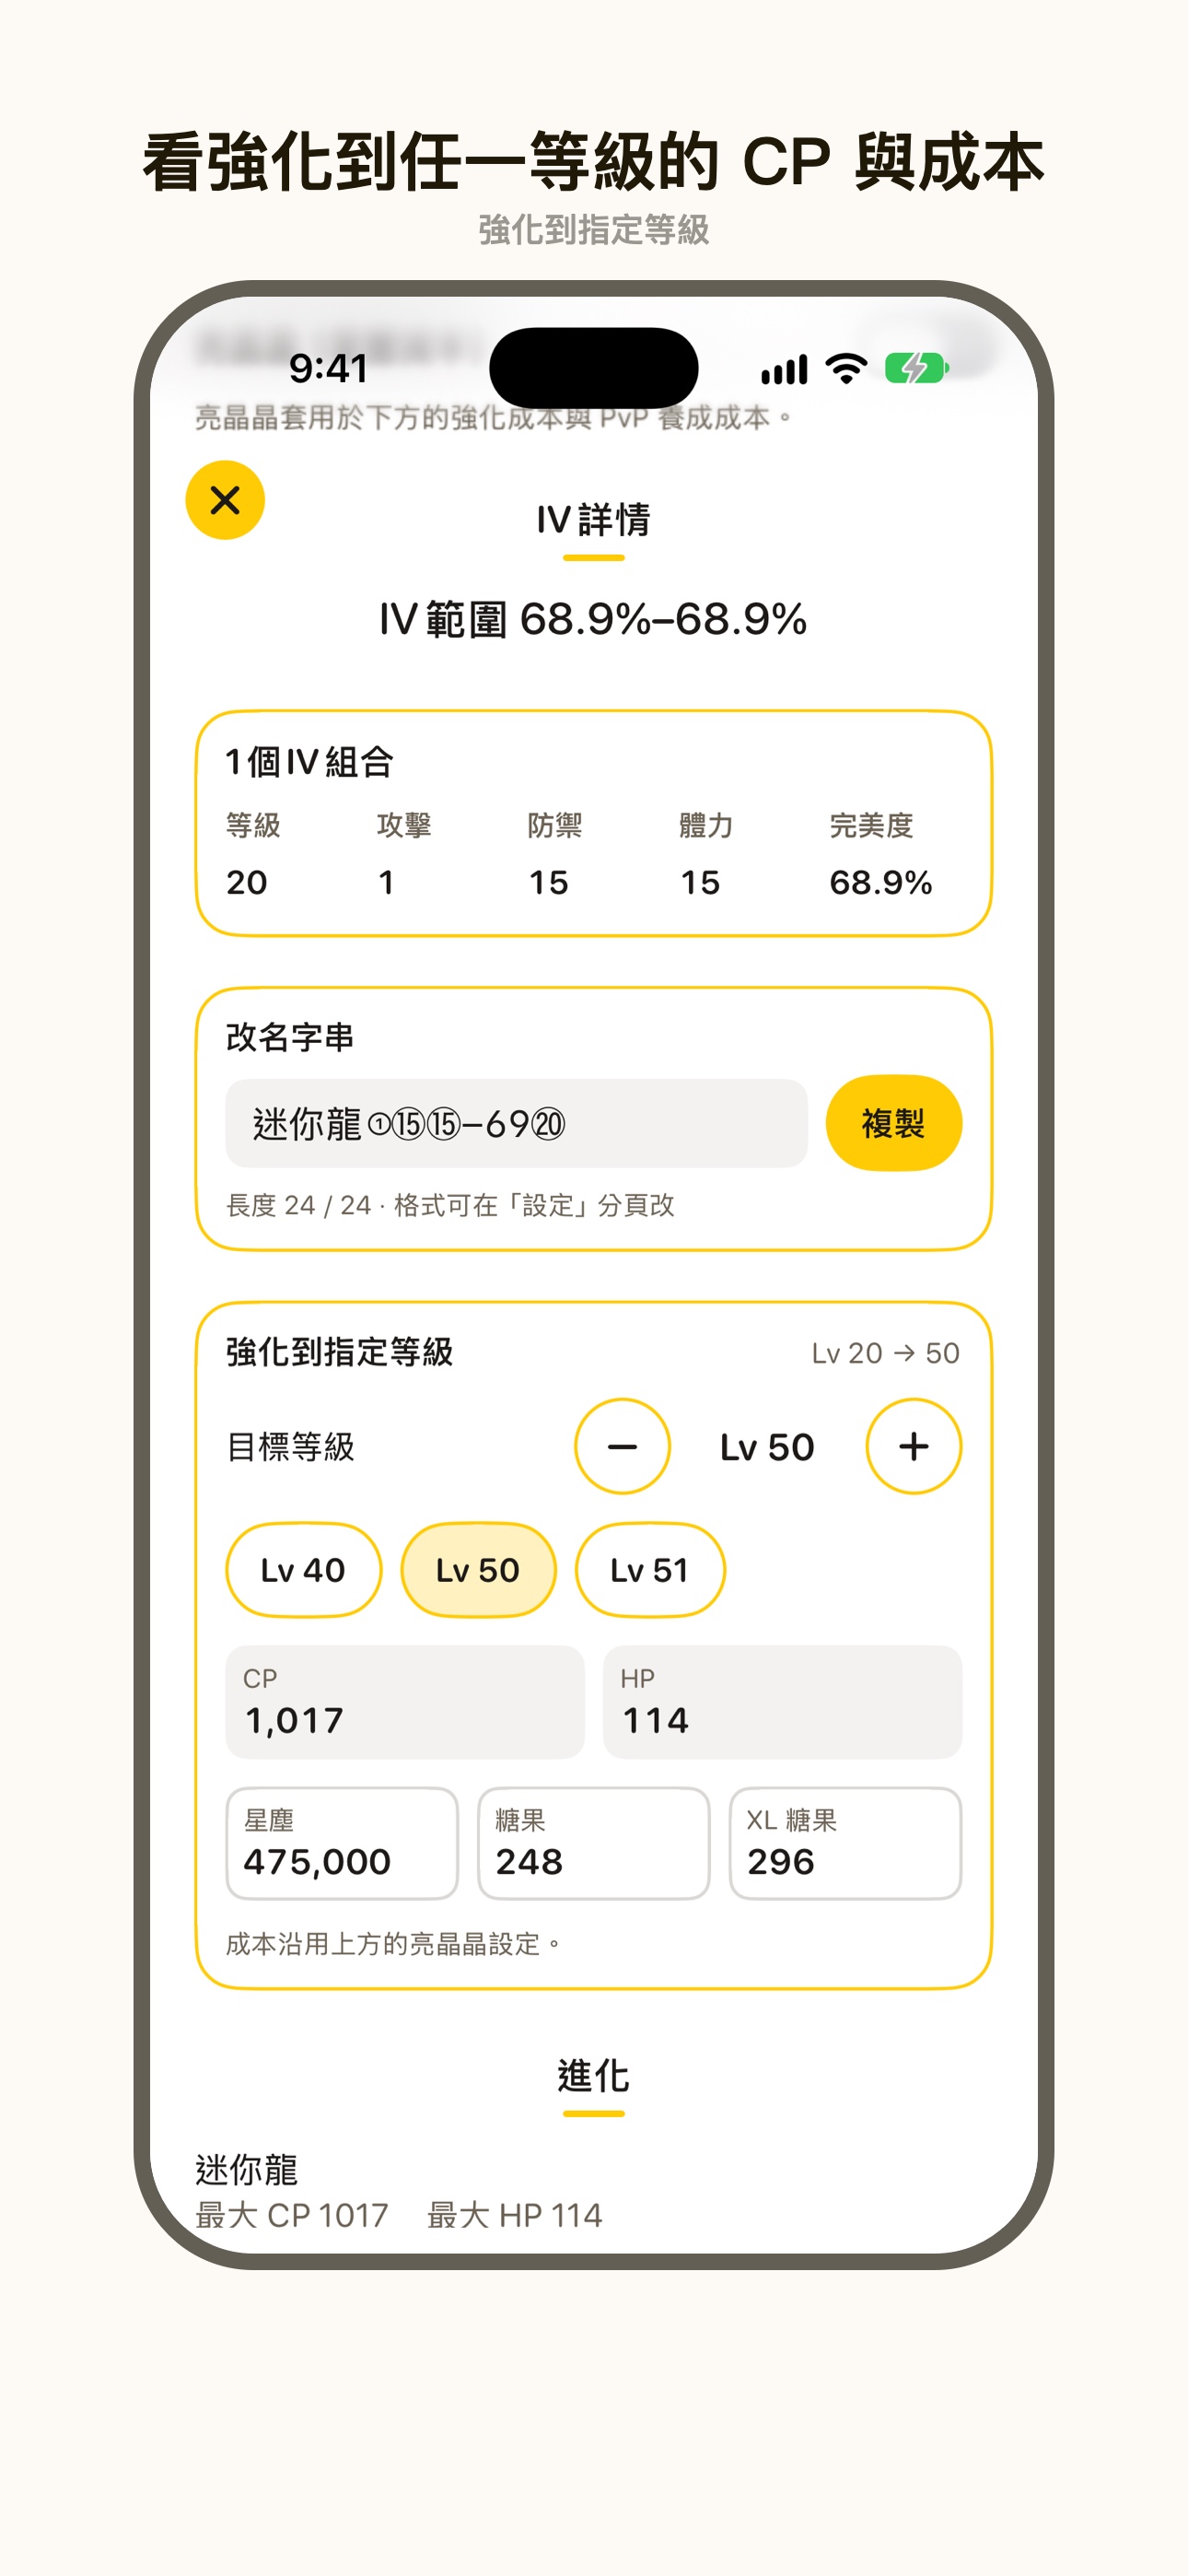 看強化到任一等級的 CP 與成本
強化到指定等級
9:41
亮晶晶套用於下方的強化成本與 PvP 養成成本。
IV 詳情
IV 範圍 68.9%–68.9%
1 個 IV 組合
等級 攻擊 防禦 體力 完美度
20 1 15 15 68.9%
改名字串
迷你龍①⑮⑮–69⑳
複製
長度 24 / 24 · 格式可在「設定」分頁改
強化到指定等級 Lv 20 → 50
目標等級 − Lv 50 +
Lv 40 Lv 50 Lv 51
CP HP
1,017 114
星塵 糖果 XL 糖果
475,000 248 296
成本沿用上方的亮晶晶設定。
進化
迷你龍
最大 CP 1017 最大 HP 114